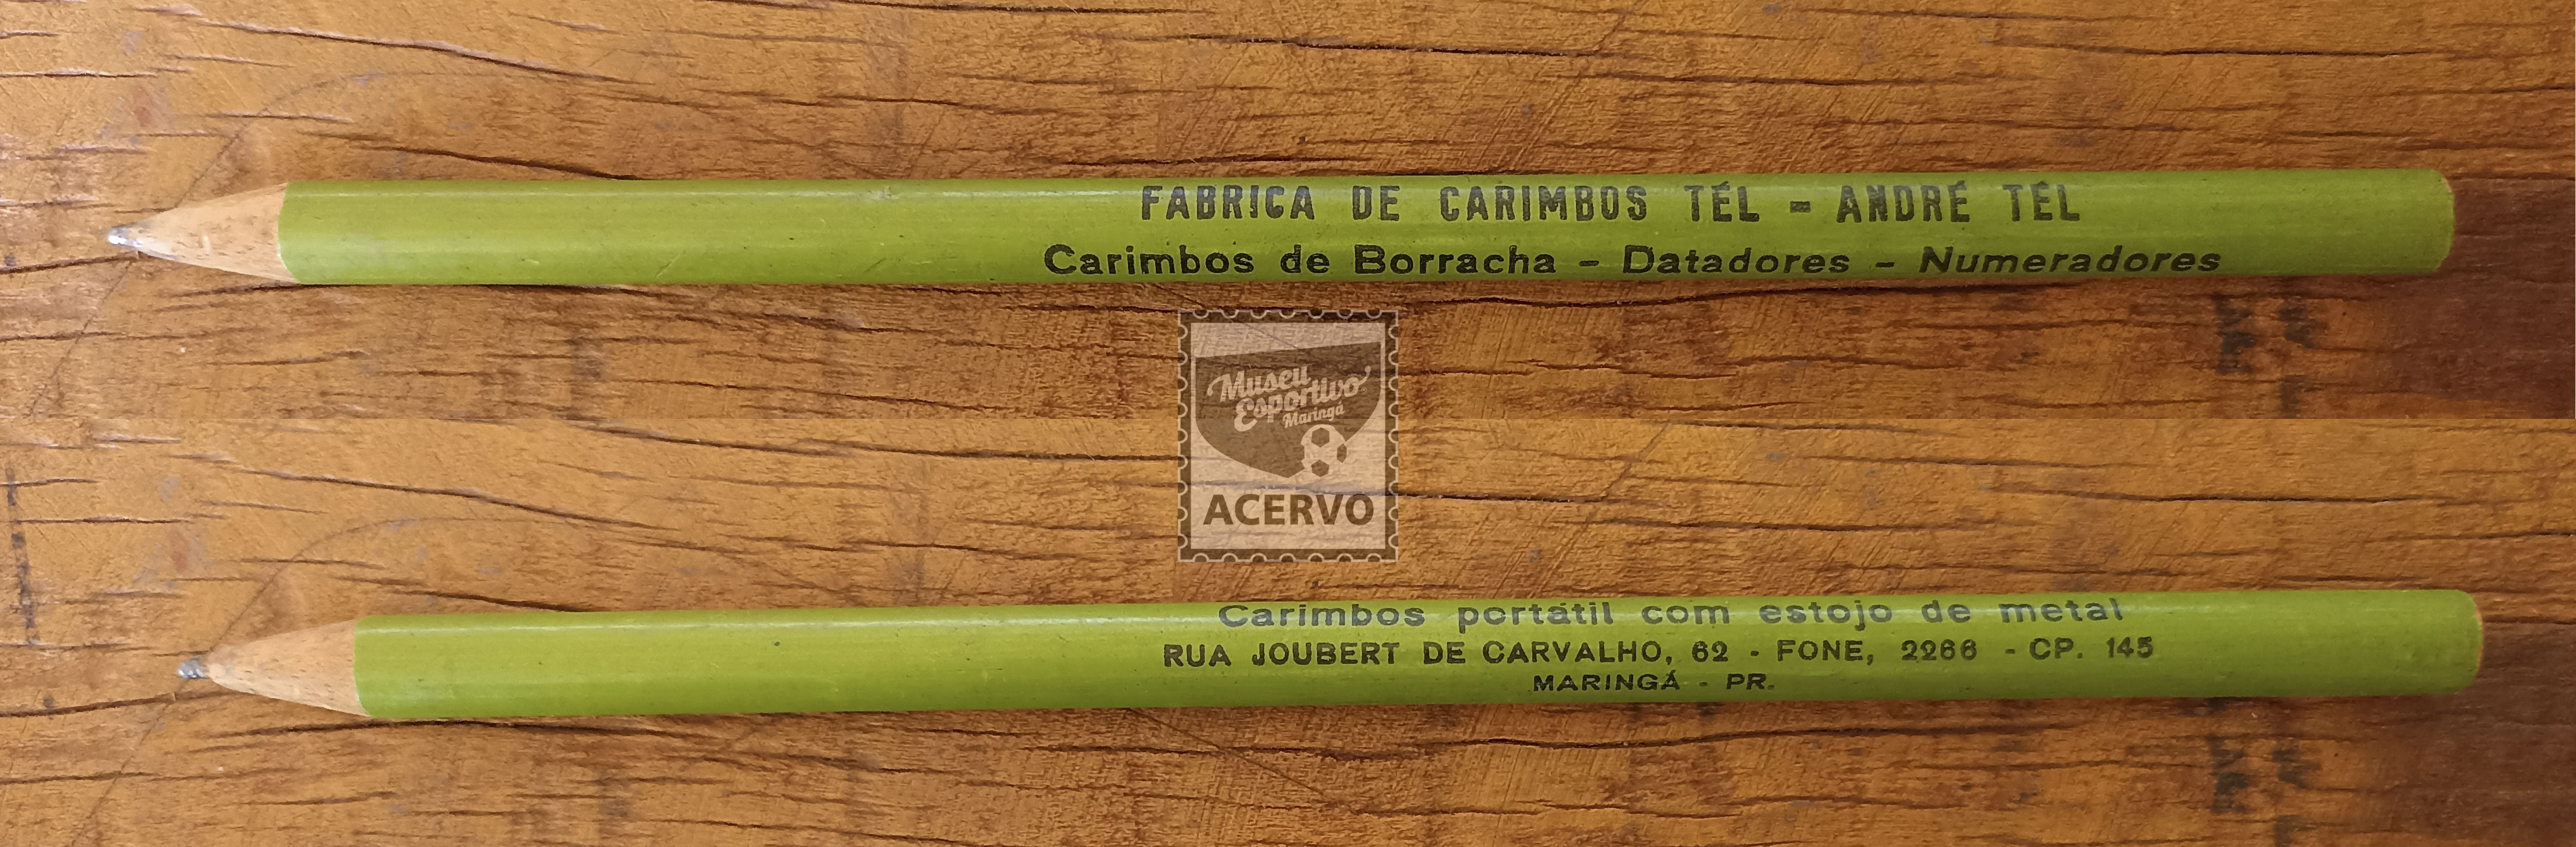 FABRICA DE CARIMBOS TÉL - ANDRÉ TÉL
Carimbos de Borracha - Datadores - Numeradores
Museu
Esportivo
Maringá
ACERVO
Carimbos portátil com estojo de metal
RUA JOUBERT DE CARVALHO, 62 - FONE, 2266 - CP. 145
MARINGÁ - PR.